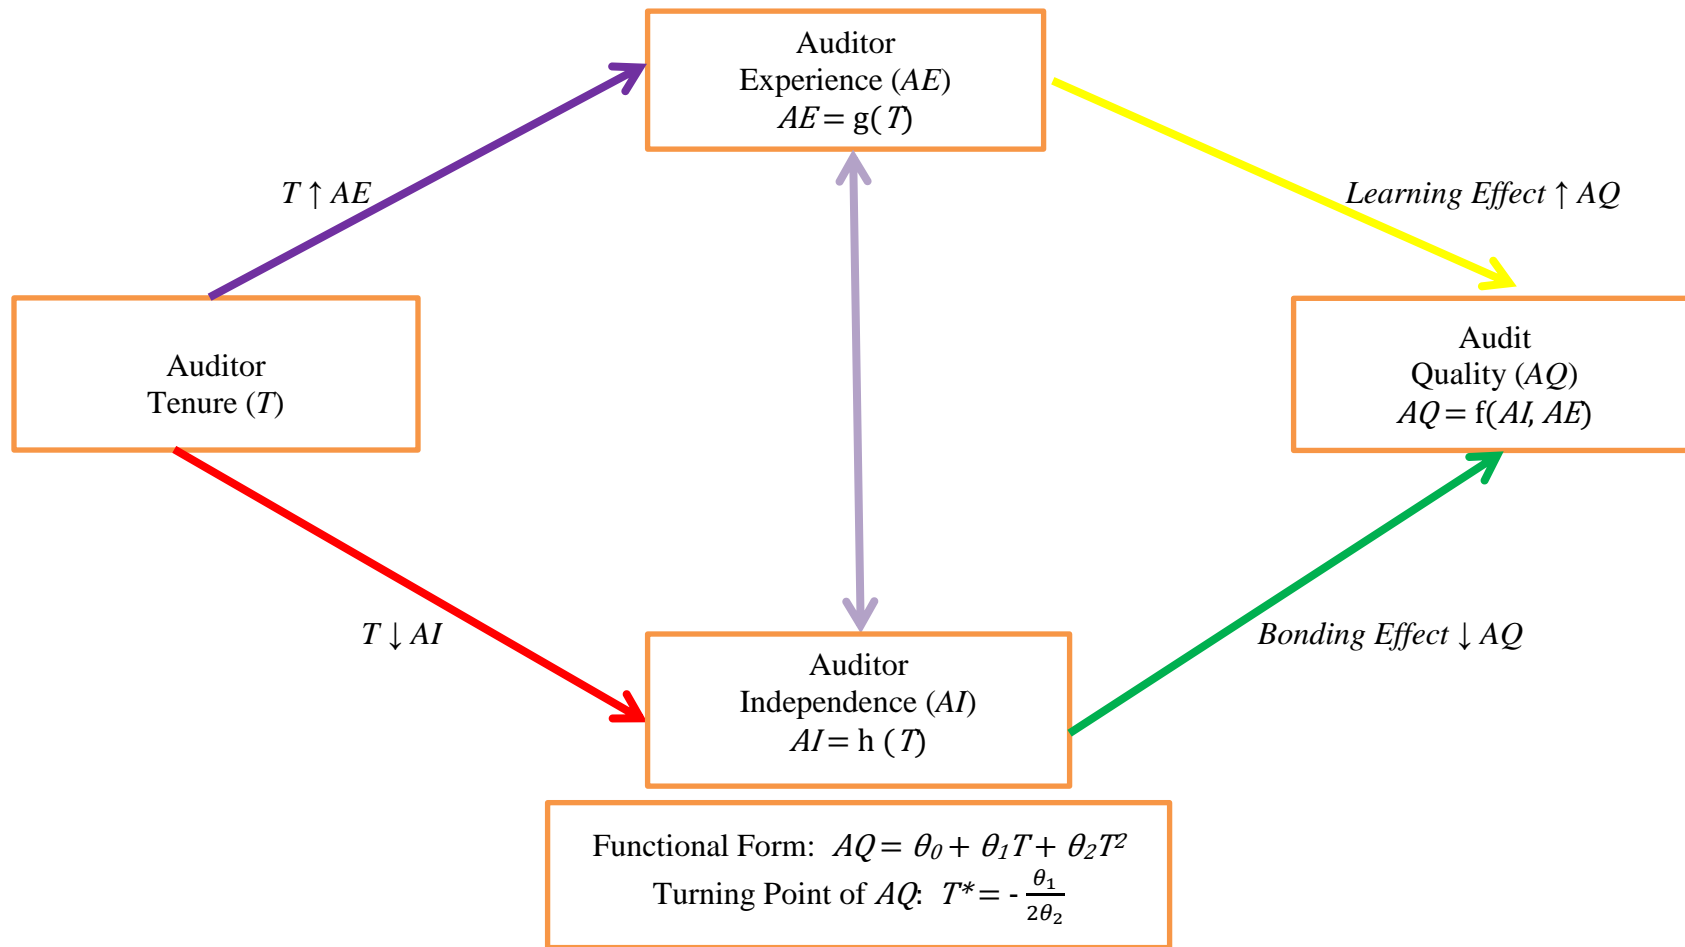 Auditor
Experience (AE)
AE = g(T)
T ↑ AE
Learning Effect ↑ AQ
Auditor
Tenure (T)
Audit
Quality (AQ)
AQ = f(AI, AE)
T ↓ AI
Bonding Effect ↓ AQ
Auditor
Independence (AI)
AI = h (T)
Functional Form: AQ = θ₀ + θ₁T + θ₂T²
Turning Point of AQ: T* = - θ₁/2θ₂